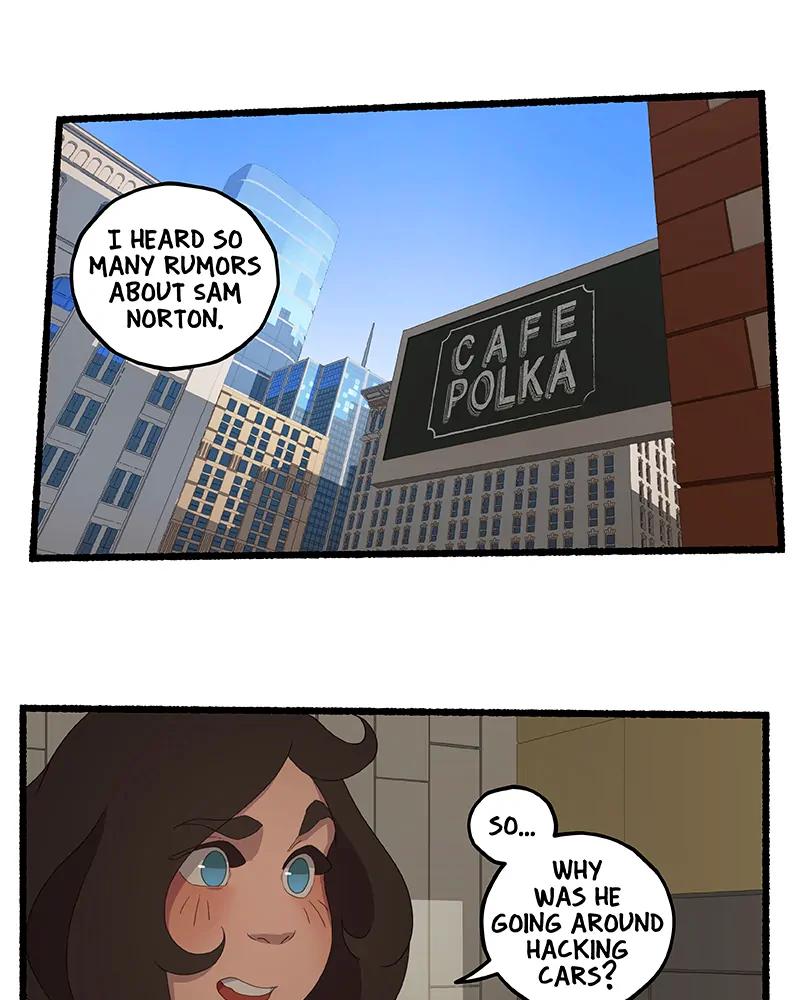 I HEARD SO
MANY RUMORS
ABOUT SAM
NORTON.
CAFE
POLKA
SO...
WHY
WAS HE
GOING AROUND
HACKING
CARS?